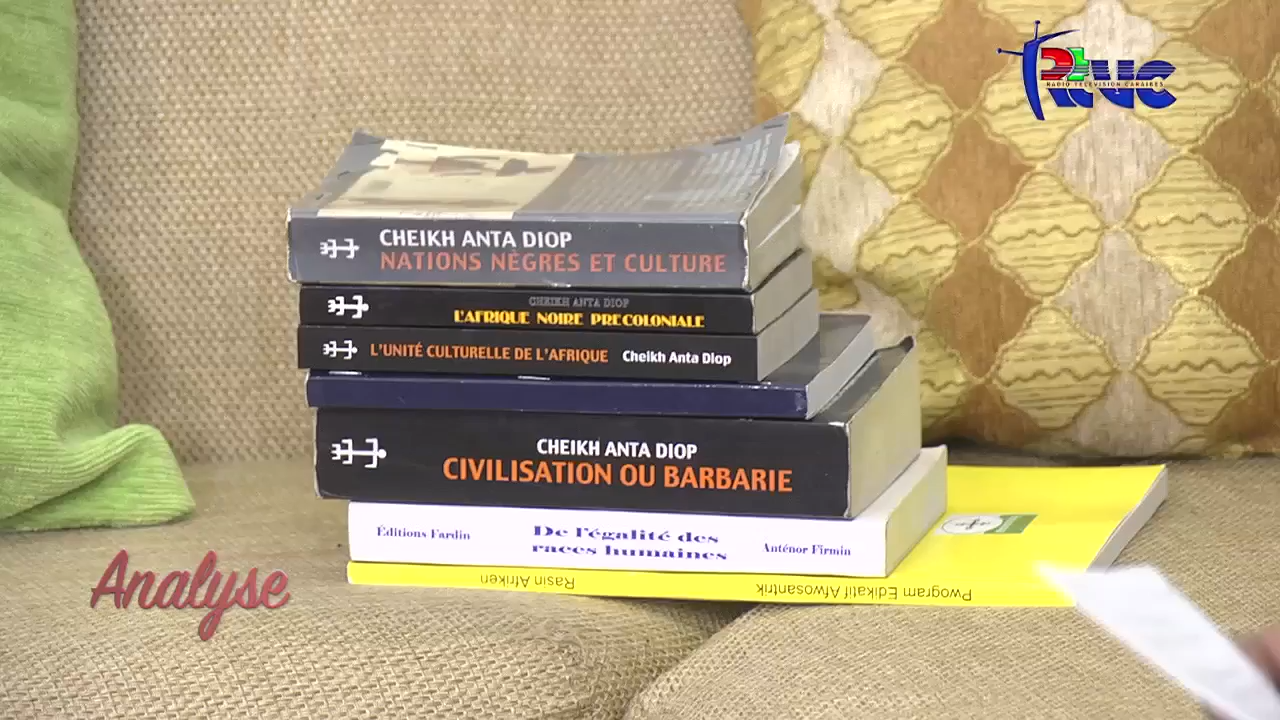 Rtvc
RADIO TELEVISION CARAIBES
CHEIKH ANTA DIOP
NATIONS NÈGRES ET CULTURE
CHEIKH ANTA DIOP
L'AFRIQUE NOIRE PRECOLONIALE
L'UNITÉ CULTURELLE DE L'AFRIQUE Cheikh Anta Diop
CHEIKH ANTA DIOP
CIVILISATION OU BARBARIE
Éditions Fardin
De l'égalité des
races humaines
Anténor Firmin
Pwogram Edikatif Afwosantrik
Rasin Afriken
Analyse